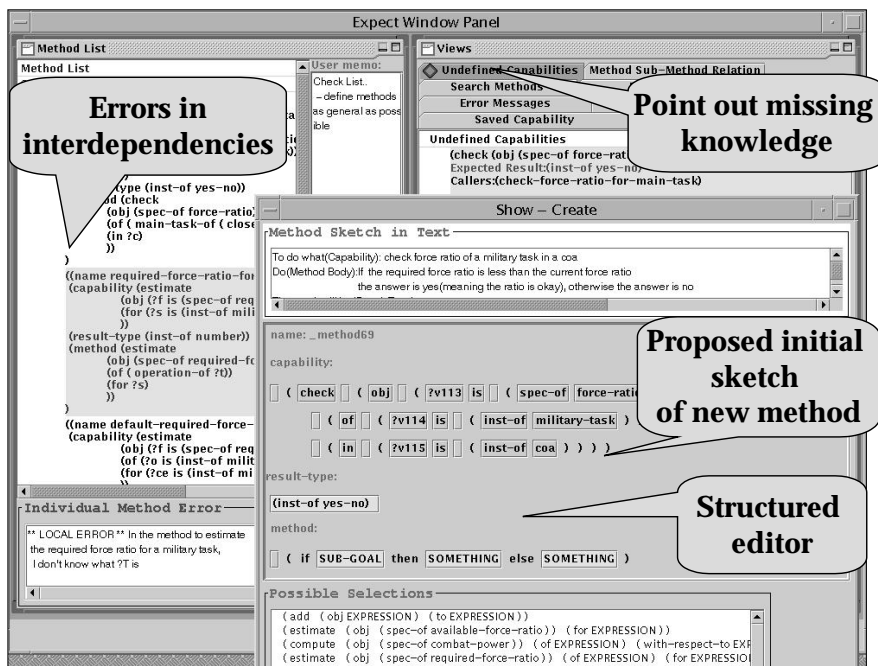 Expect Window Panel
Method List
Method List
Errors in
interdependencies
(type (inst-of yes-no))
(check
(obj (spec-of force-ratio)
(of ( main-task-of ( close
(in ?c)
))
)
((name required-force-ratio-for
(capability (estimate
(obj (?f is (spec-of req
(for (?s is (inst-of mili
))
(result-type (inst-of number))
(method (estimate
(obj (spec-of required-fo
(of ( operation-of ?t))
(for ?s)
))
)
((name default-required-force-
(capability (estimate
(obj (?f is (spec-of req
(of (?o is (inst-of milit
(for (?ce is (inst-of mi
))
User memo:
Check List..
– define methods
as general as poss
ible
Individual Method Error
** LOCAL ERROR ** In the method to estimate
the required force ratio for a military task,
I don't know what ?T is
Views
Undefined Capabilities Method Sub-Method Relation
Search Methods
Error Messages
Saved Capability
Point out missing
knowledge
Undefined Capabilities
(check (obj (spec-of force-rati
Expected Result:(inst-of yes-no)
Callers:(check-force-ratio-for-main-task)
Show – Create
Method Sketch in Text
To do what(Capability): check force ratio of a military task in a coa
Do(Method Body):If the required force ratio is less than the current force ratio
the answer is yes(meaning the ratio is okay), otherwise the answer is no
name: _method69
capability:
( check ( obj ( ?v113 is ( spec-of force-ratio
( of ( ?v114 is ( inst-of military-task )
( in ( ?v115 is ( inst-of coa ) ) ) )
Proposed initial
sketch
of new method
result-type:
(inst-of yes-no)
method:
( if SUB-GOAL then SOMETHING else SOMETHING )
Structured
editor
Possible Selections
(add (obj EXPRESSION) (to EXPRESSION))
(estimate (obj (spec-of available-force-ratio)) (for EXPRESSION))
(compute (obj (spec-of combat-power)) (of EXPRESSION) (with-respect-to EXP
(estimate (obj (spec-of required-force-ratio)) (of EXPRESSION) (for EXPRESSIO